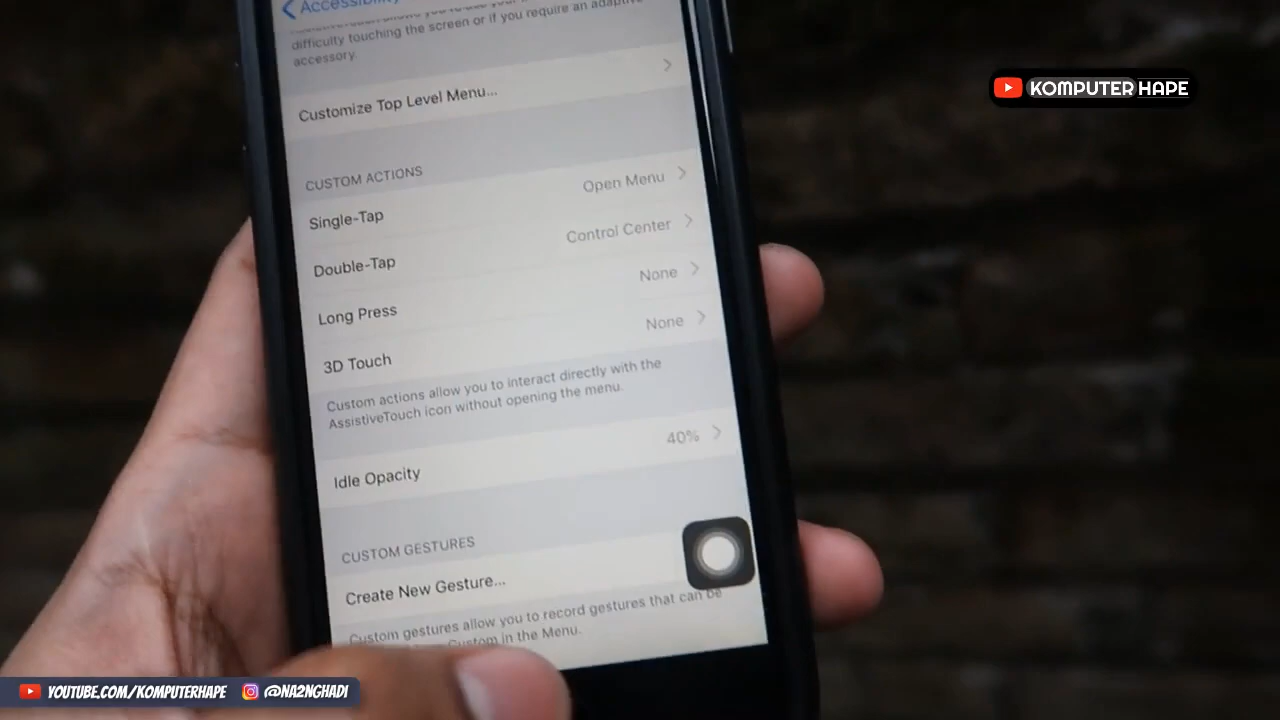 Accessibility
difficulty touching the screen or if you require an adaptive
accessory.
Customize Top Level Menu...
CUSTOM ACTIONS
Single-Tap Open Menu
Double-Tap Control Center
Long Press None
3D Touch None
Custom actions allow you to interact directly with the
AssistiveTouch icon without opening the menu.
Idle Opacity 40%
CUSTOM GESTURES
Create New Gesture...
Custom gestures allow you to record gestures that can be
Custom in the Menu.
KOMPUTER HAPE
YOUTUBE.COM/KOMPUTERHAPE @NA2NGHADI